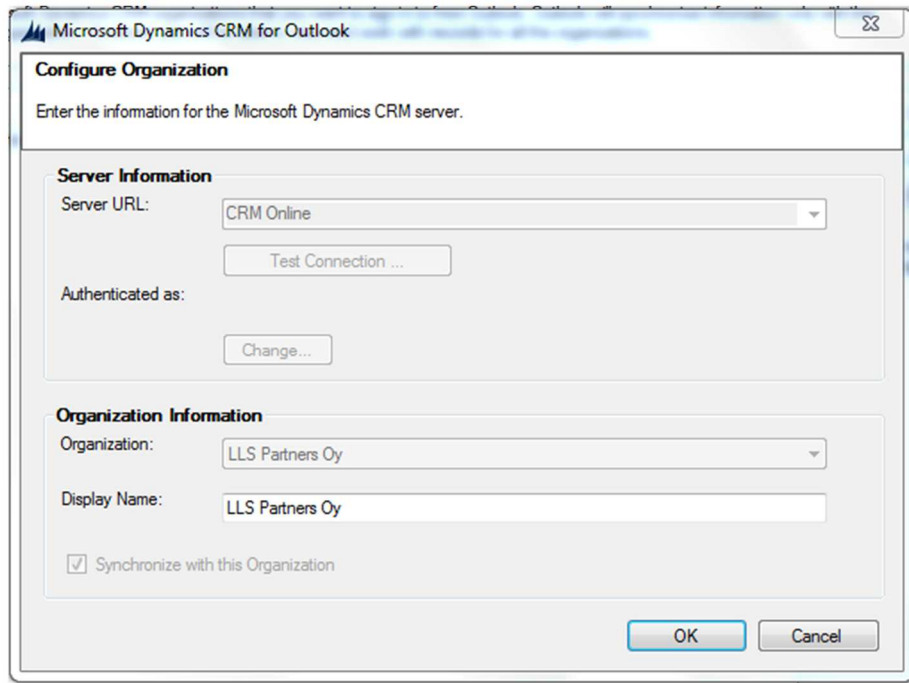 Microsoft Dynamics CRM for Outlook
Configure Organization
Enter the information for the Microsoft Dynamics CRM server.
Server Information
Server URL:
CRM Online
Test Connection ...
Authenticated as:
Change...
Organization Information
Organization:
LLS Partners Oy
Display Name:
LLS Partners Oy
Synchronize with this Organization
OK
Cancel